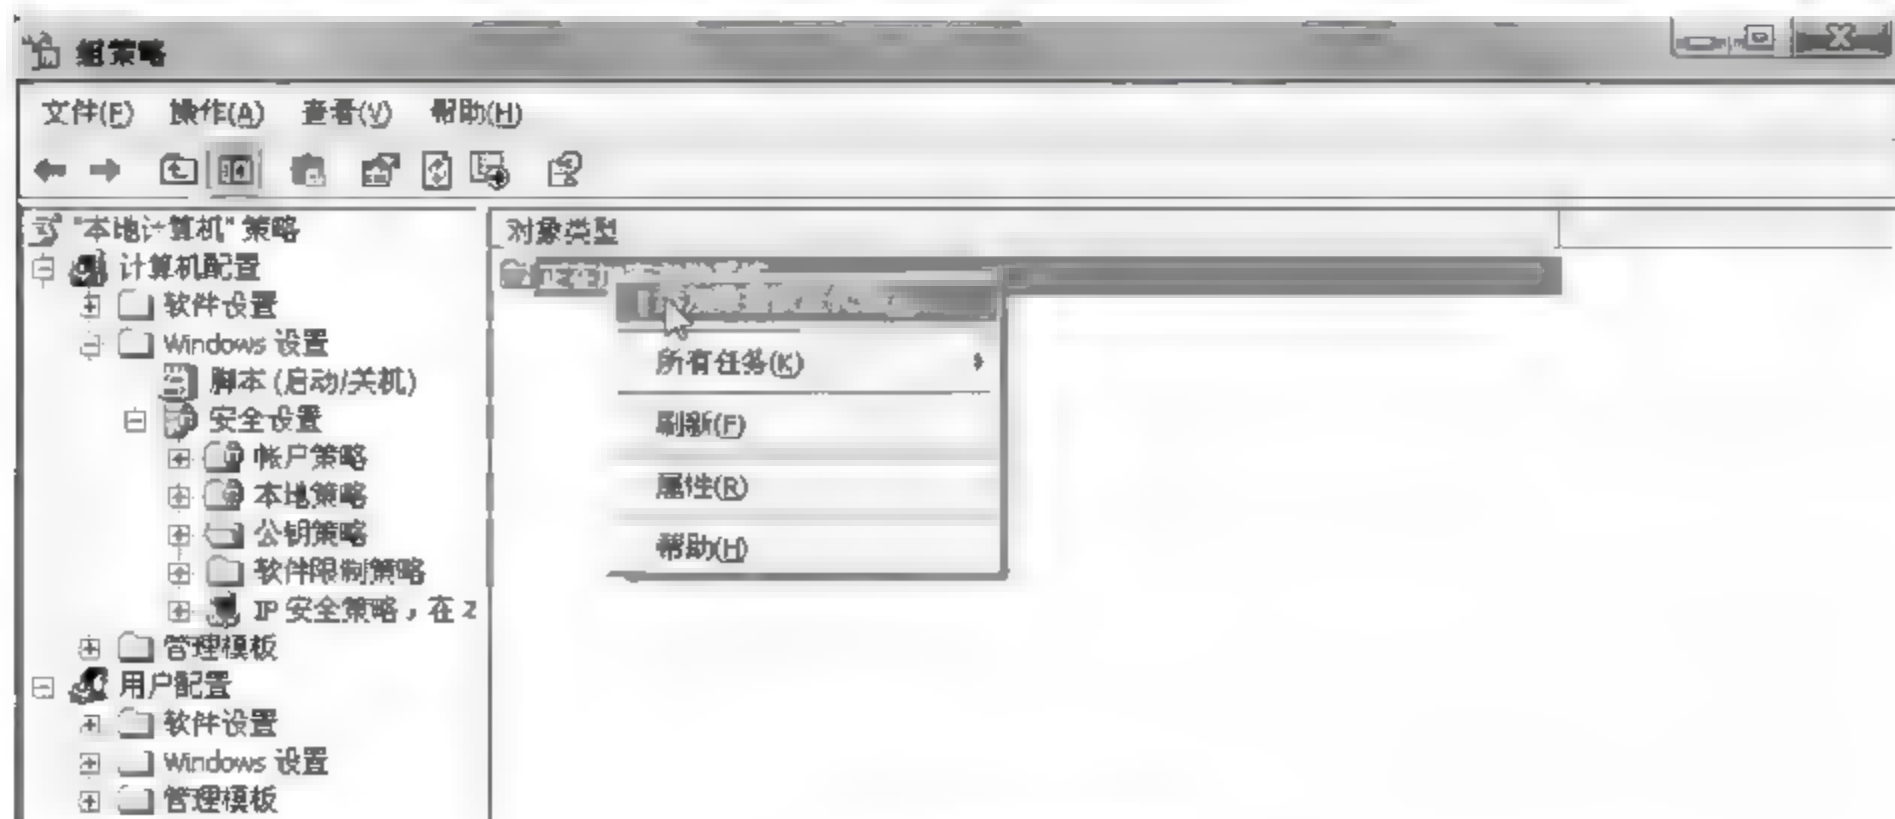 组策略
文件(F) 操作(A) 查看(V) 帮助(H)
"本地计算机" 策略
计算机配置
软件设置
Windows 设置
脚本 (启动/关机)
安全设置
帐户策略
本地策略
公钥策略
软件限制策略
IP 安全策略，在 Z
管理模板
用户配置
软件设置
Windows 设置
管理模板
对象类型
正在
所有任务(K)
刷新(F)
属性(R)
帮助(H)